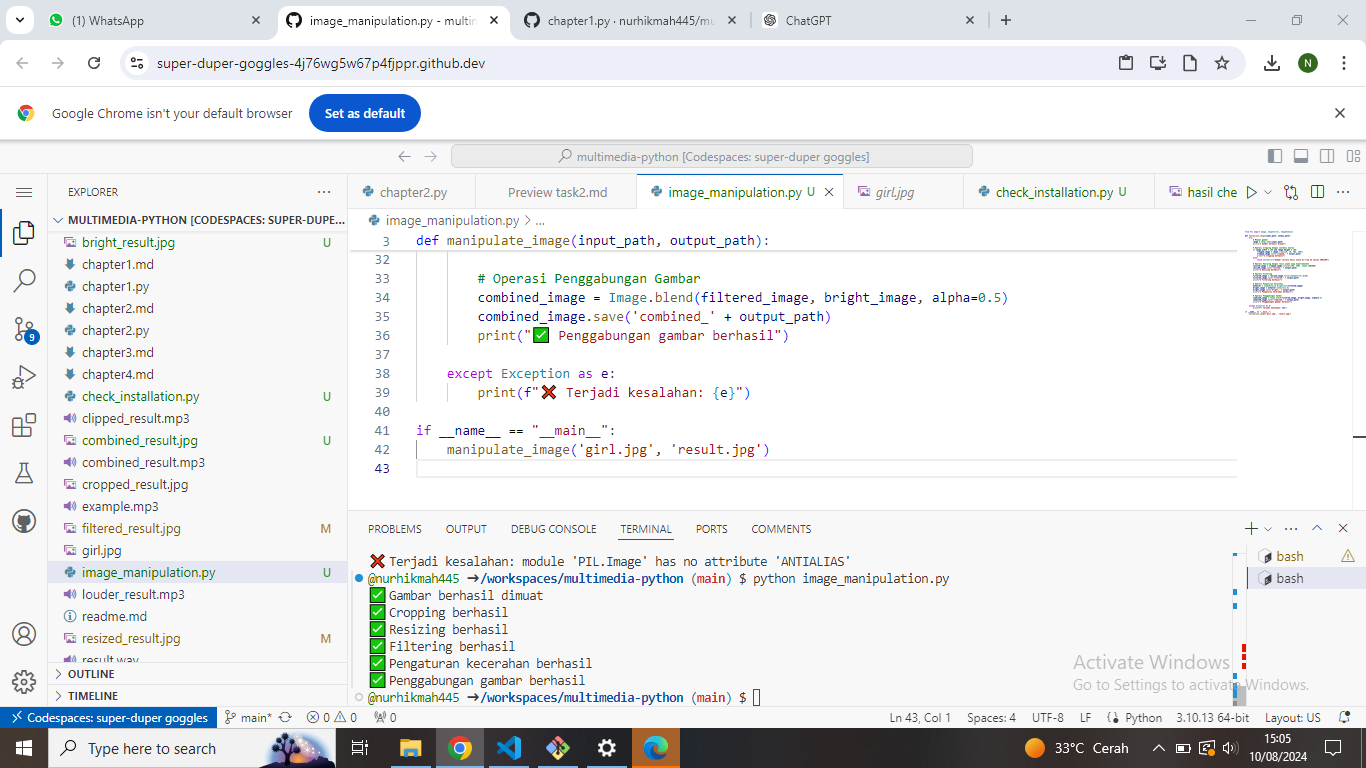 (1) WhatsApp
image_manipulation.py - multim
chapter1.py · nurhikmah445/mu
ChatGPT
super-duper-goggles-4j76wg5w67p4fjppr.github.dev
N
Google Chrome isn't your default browser
Set as default
multimedia-python [Codespaces: super-duper goggles]
EXPLORER
chapter2.py
Preview task2.md
image_manipulation.py U
girl.jpg
check_installation.py U
hasil che
MULTIMEDIA-PYTHON [CODESPACES: SUPER-DUPE...
image_manipulation.py > ...
bright_result.jpg U
chapter1.md
chapter1.py
chapter2.md
chapter2.py
chapter3.md
chapter4.md
check_installation.py U
clipped_result.mp3
combined_result.jpg U
combined_result.mp3
cropped_result.jpg
example.mp3
filtered_result.jpg M
girl.jpg
image_manipulation.py U
louder_result.mp3
readme.md
resized_result.jpg M
result.wav
OUTLINE
TIMELINE
9
3 def manipulate_image(input_path, output_path):
32
33 # Operasi Penggabungan Gambar
34 combined_image = Image.blend(filtered_image, bright_image, alpha=0.5)
35 combined_image.save('combined_' + output_path)
36 print("✅ Penggabungan gambar berhasil")
37
38 except Exception as e:
39 print(f"❌ Terjadi kesalahan: {e}")
40
41 if __name__ == "__main__":
42 manipulate_image('girl.jpg', 'result.jpg')
43
PROBLEMS OUTPUT DEBUG CONSOLE TERMINAL PORTS COMMENTS
❌ Terjadi kesalahan: module 'PIL.Image' has no attribute 'ANTIALIAS'
@nurhikmah445 ➜/workspaces/multimedia-python (main) $ python image_manipulation.py
✅ Gambar berhasil dimuat
✅ Cropping berhasil
✅ Resizing berhasil
✅ Filtering berhasil
✅ Pengaturan kecerahan berhasil
✅ Penggabungan gambar berhasil
@nurhikmah445 ➜/workspaces/multimedia-python (main) $
bash
bash
Activate Windows
Go to Settings to activate Windows.
Codespaces: super-duper goggles
main*
0 0
0
Ln 43, Col 1
Spaces: 4
UTF-8
LF
Python
3.10.13 64-bit
Layout: US
Type here to search
33°C Cerah
15:05
10/08/2024